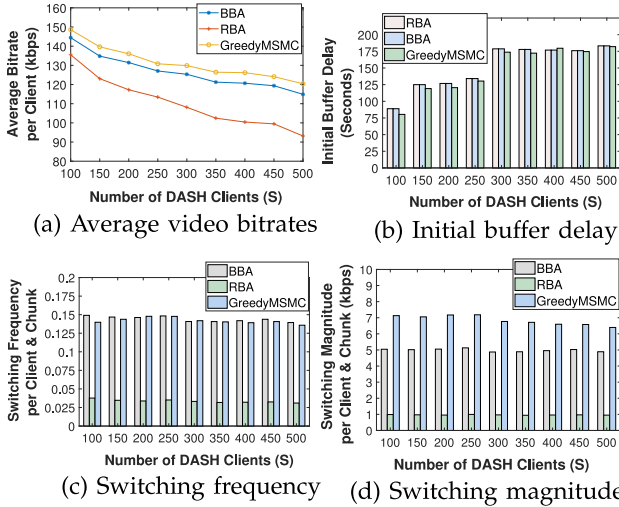 BBA
RBA
GreedyMSMC
160
150
140
130
120
110
100
90
80
Average Bitrate
per Client (kbps)
100 150 200 250 300 350 400 450 500
Number of DASH Clients (S)
(a) Average video bitrates
RBA
BBA
GreedyMSMC
200
175
150
125
100
75
50
25
0
Initial Buffer Delay
(Seconds)
100 150 200 250 300 350 400 450 500
Number of DASH Clients (S)
(b) Initial buffer delay
BBA
RBA
GreedyMSMC
0.2
0.175
0.15
0.125
0.1
0.075
0.05
0.025
0
Switching Frequency
per Client & Chunk
100 150 200 250 300 350 400 450 500
Number of DASH Clients (S)
(c) Switching frequency
BBA
RBA
GreedyMSMC
10
9
8
7
6
5
4
3
2
1
0
Switching Magnitude
per Client & Chunk (kbps)
100 150 200 250 300 350 400 450 500
Number of DASH Clients (S)
(d) Switching magnitude